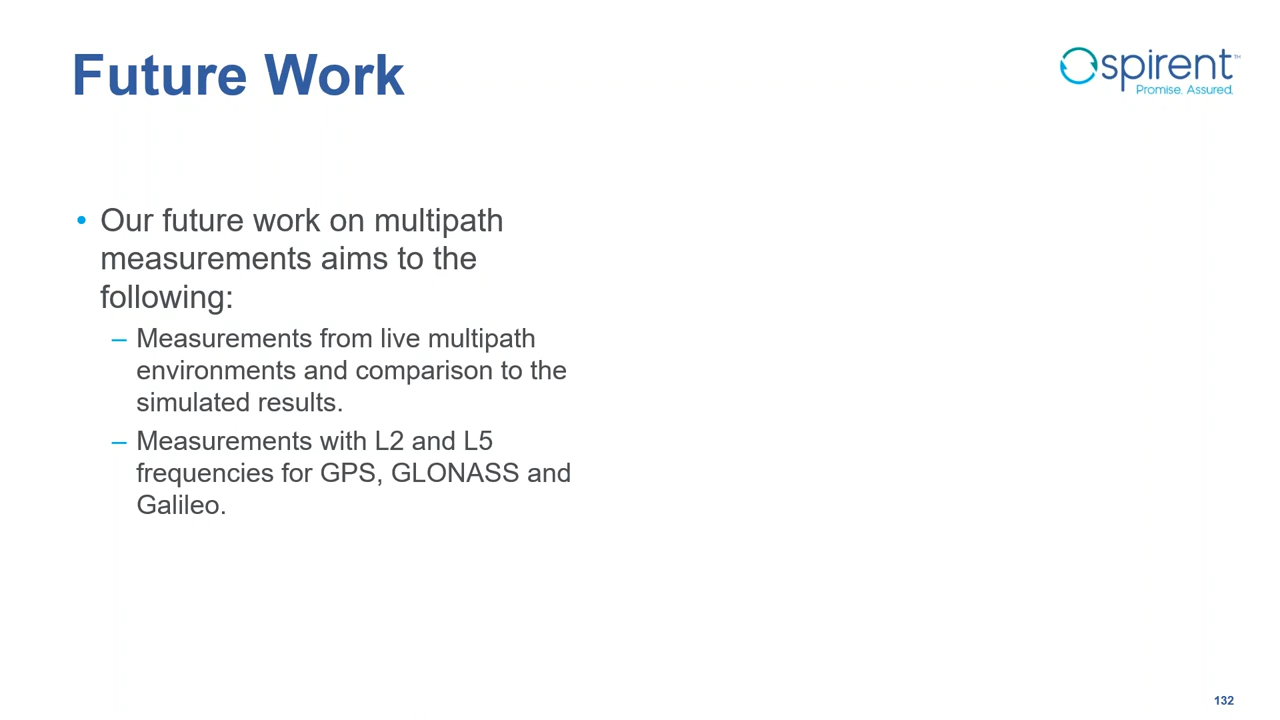 Future Work
spirent™
Promise. Assured.
• Our future work on multipath
measurements aims to the
following:
– Measurements from live multipath
environments and comparison to the
simulated results.
– Measurements with L2 and L5
frequencies for GPS, GLONASS and
Galileo.
132